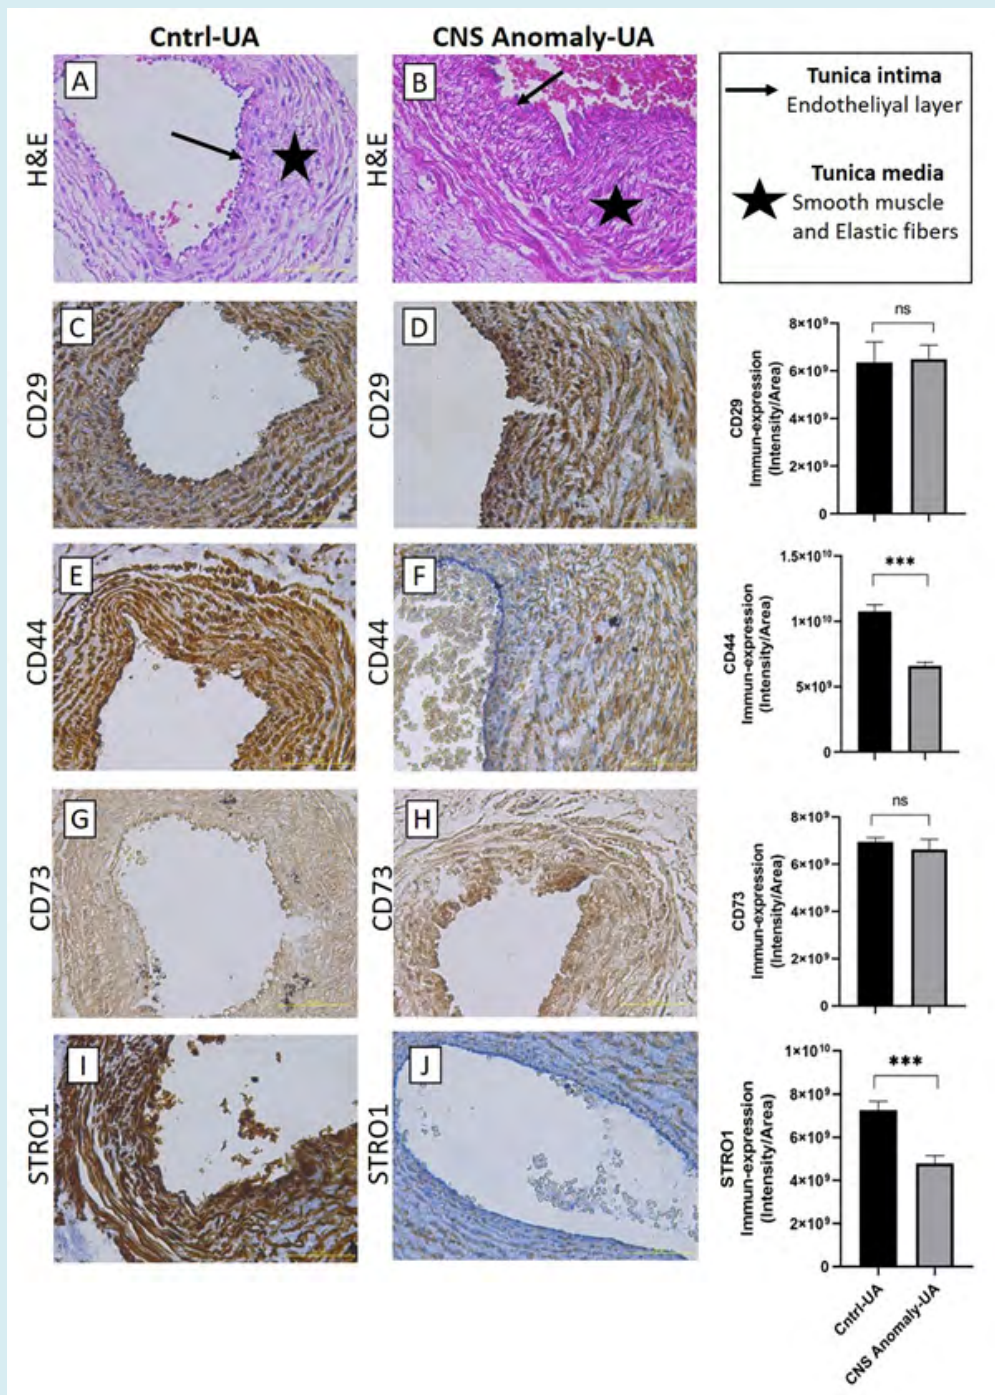 Cntrl-UA
CNS Anomaly-UA
H&E
A
H&E
B
Tunica intima
Endotheliyal layer
Tunica media
Smooth muscle
and Elastic fibers
CD29
C
CD29
D
CD29
Immun-expression
(Intensity/Area)
8×10⁹
6×10⁹
4×10⁹
2×10⁹
0
ns
CD44
E
CD44
F
CD44
Immun-expression
(Intensity/Area)
1.5×10¹⁰
1×10¹⁰
5×10⁹
0
***
CD73
G
CD73
H
CD73
Immun-expression
(Intensity/Area)
8×10⁹
6×10⁹
4×10⁹
2×10⁹
0
ns
STRO1
I
STRO1
J
STRO1
Immun-expression
(Intensity/Area)
1×10¹⁰
8×10⁹
6×10⁹
4×10⁹
2×10⁹
0
***
Cntrl-UA
CNS Anomaly-UA